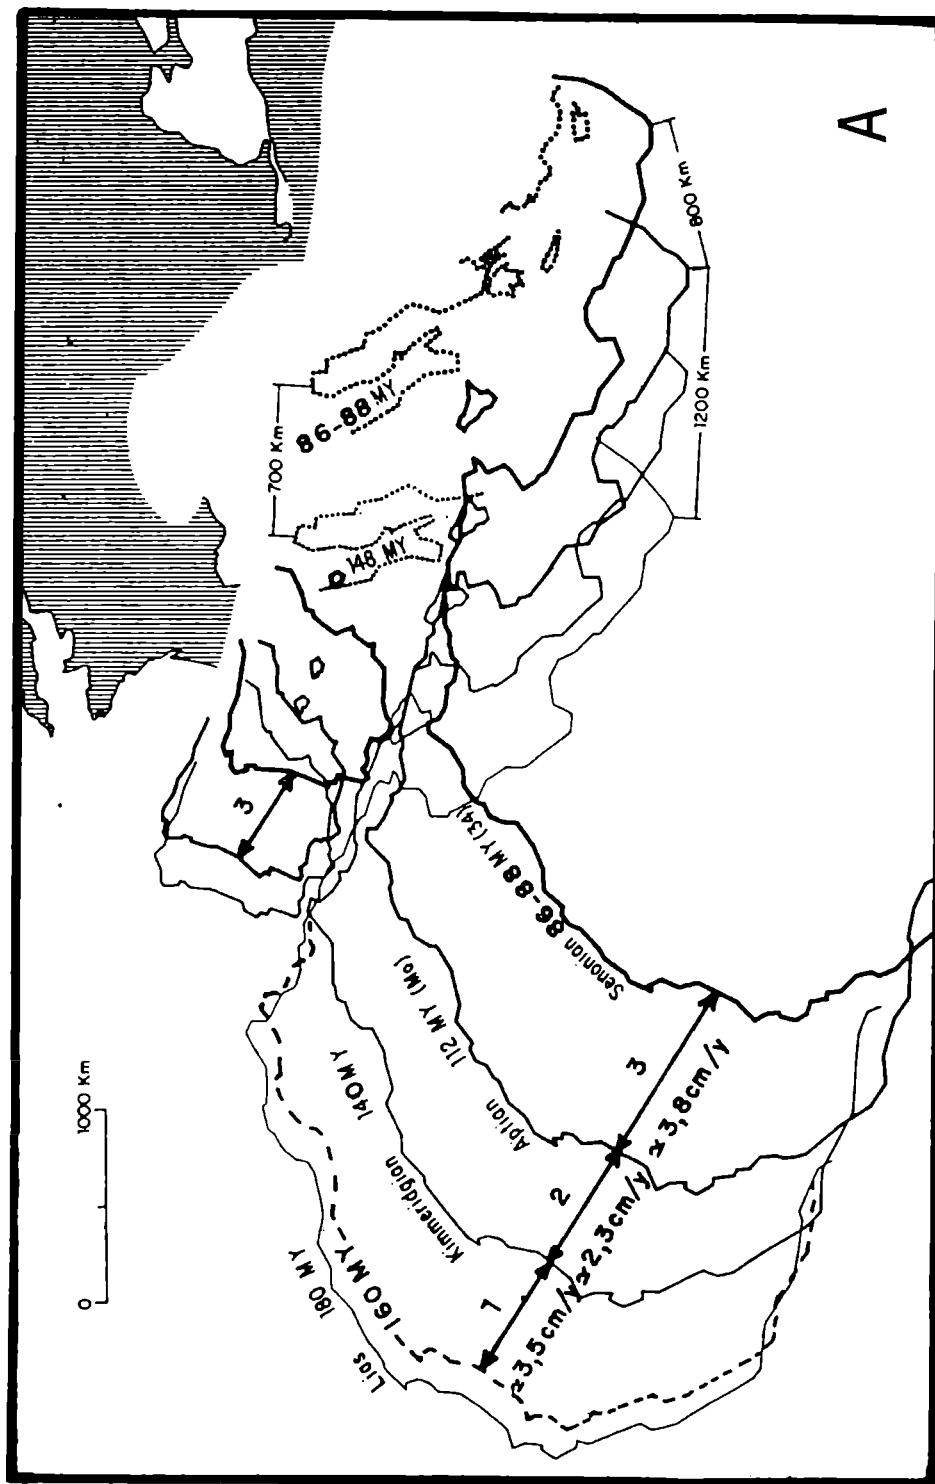 A
800 Km
1200 Km
700 Km
86-88 MY
148 MY
3
Senonian 86-88 MY (34)
Aptian 112 MY (Mo)
Kimmeridgian 140 MY
-160 MY-
Lias 180 MY
1
2
3
≃3,5cm/y
≃2,3cm/y
≃3,8cm/y
0
1000 Km